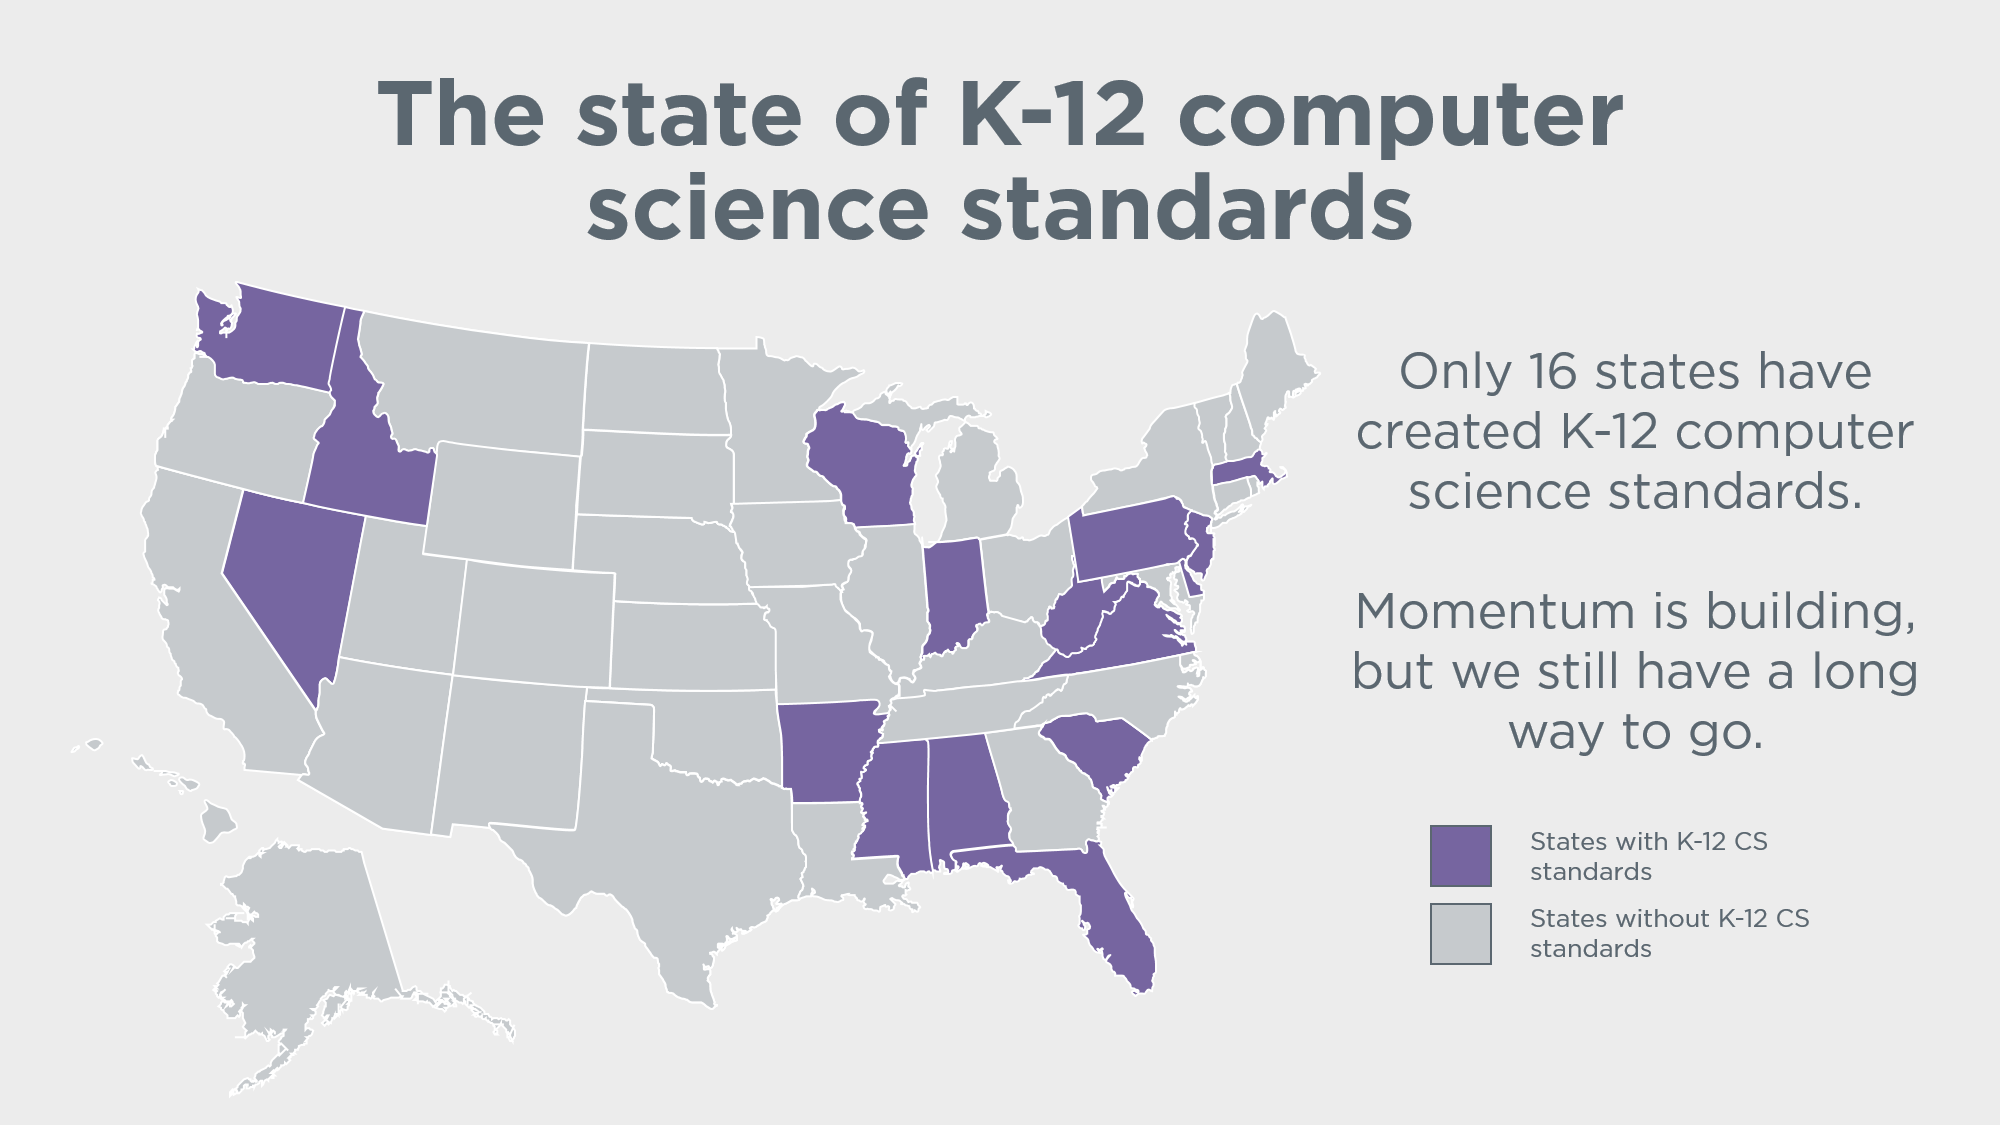 The state of K-12 computer
science standards
Only 16 states have
created K-12 computer
science standards.
Momentum is building,
but we still have a long
way to go.
States with K-12 CS
standards
States without K-12 CS
standards